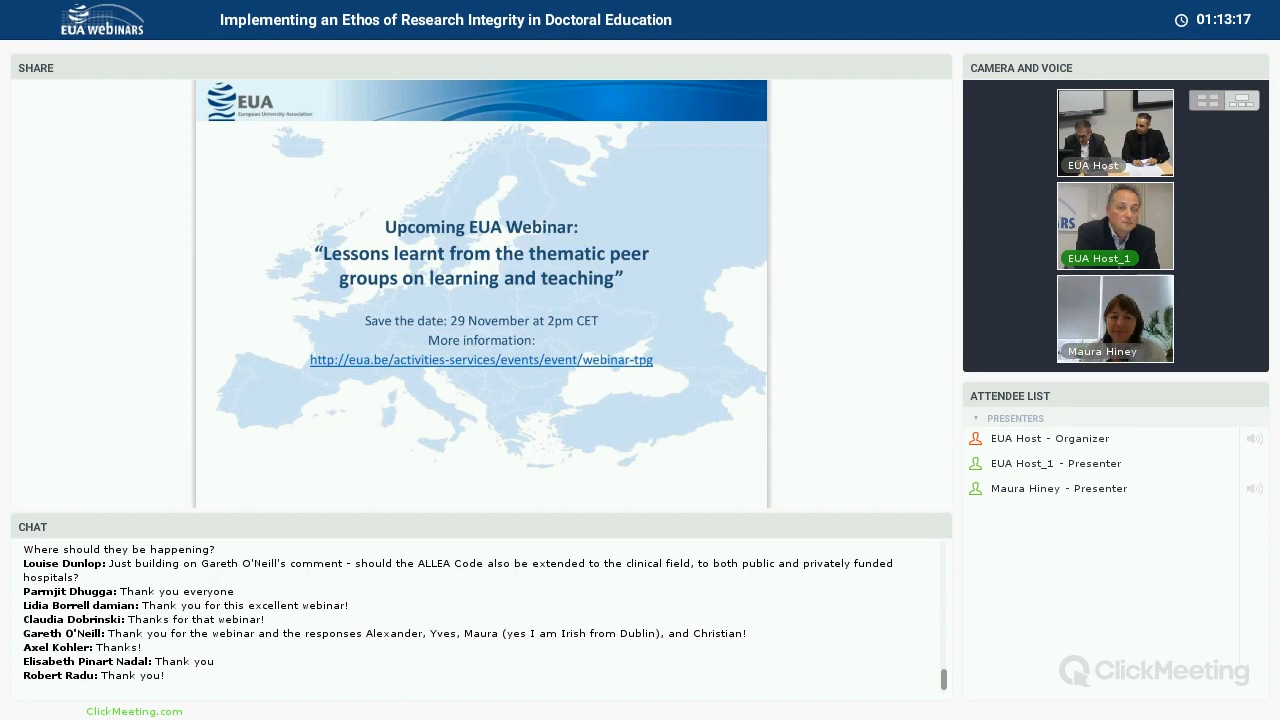 EUA WEBINARS
Implementing an Ethos of Research Integrity in Doctoral Education
01:13:17
SHARE
EUA
European University Association
Upcoming EUA Webinar:
“Lessons learnt from the thematic peer
groups on learning and teaching”
Save the date: 29 November at 2pm CET
More information:
http://eua.be/activities-services/events/event/webinar-tpg
CHAT
Where should they be happening?
Louise Dunlop: Just building on Gareth O'Neill's comment - should the ALLEA Code also be extended to the clinical field, to both public and privately funded
hospitals?
Parmjit Dhugga: Thank you everyone
Lidia Borrell damian: Thank you for this excellent webinar!
Claudia Dobrinski: Thanks for that webinar!
Gareth O'Neill: Thank you for the webinar and the responses Alexander, Yves, Maura (yes I am Irish from Dublin), and Christian!
Axel Kohler: Thanks!
Elisabeth Pinart Nadal: Thank you
Robert Radu: Thank you!
ClickMeeting.com
CAMERA AND VOICE
EUA Host
ARS
EUA Host_1
Maura Hiney
ATTENDEE LIST
PRESENTERS
EUA Host - Organizer
EUA Host_1 - Presenter
Maura Hiney - Presenter
ClickMeeting